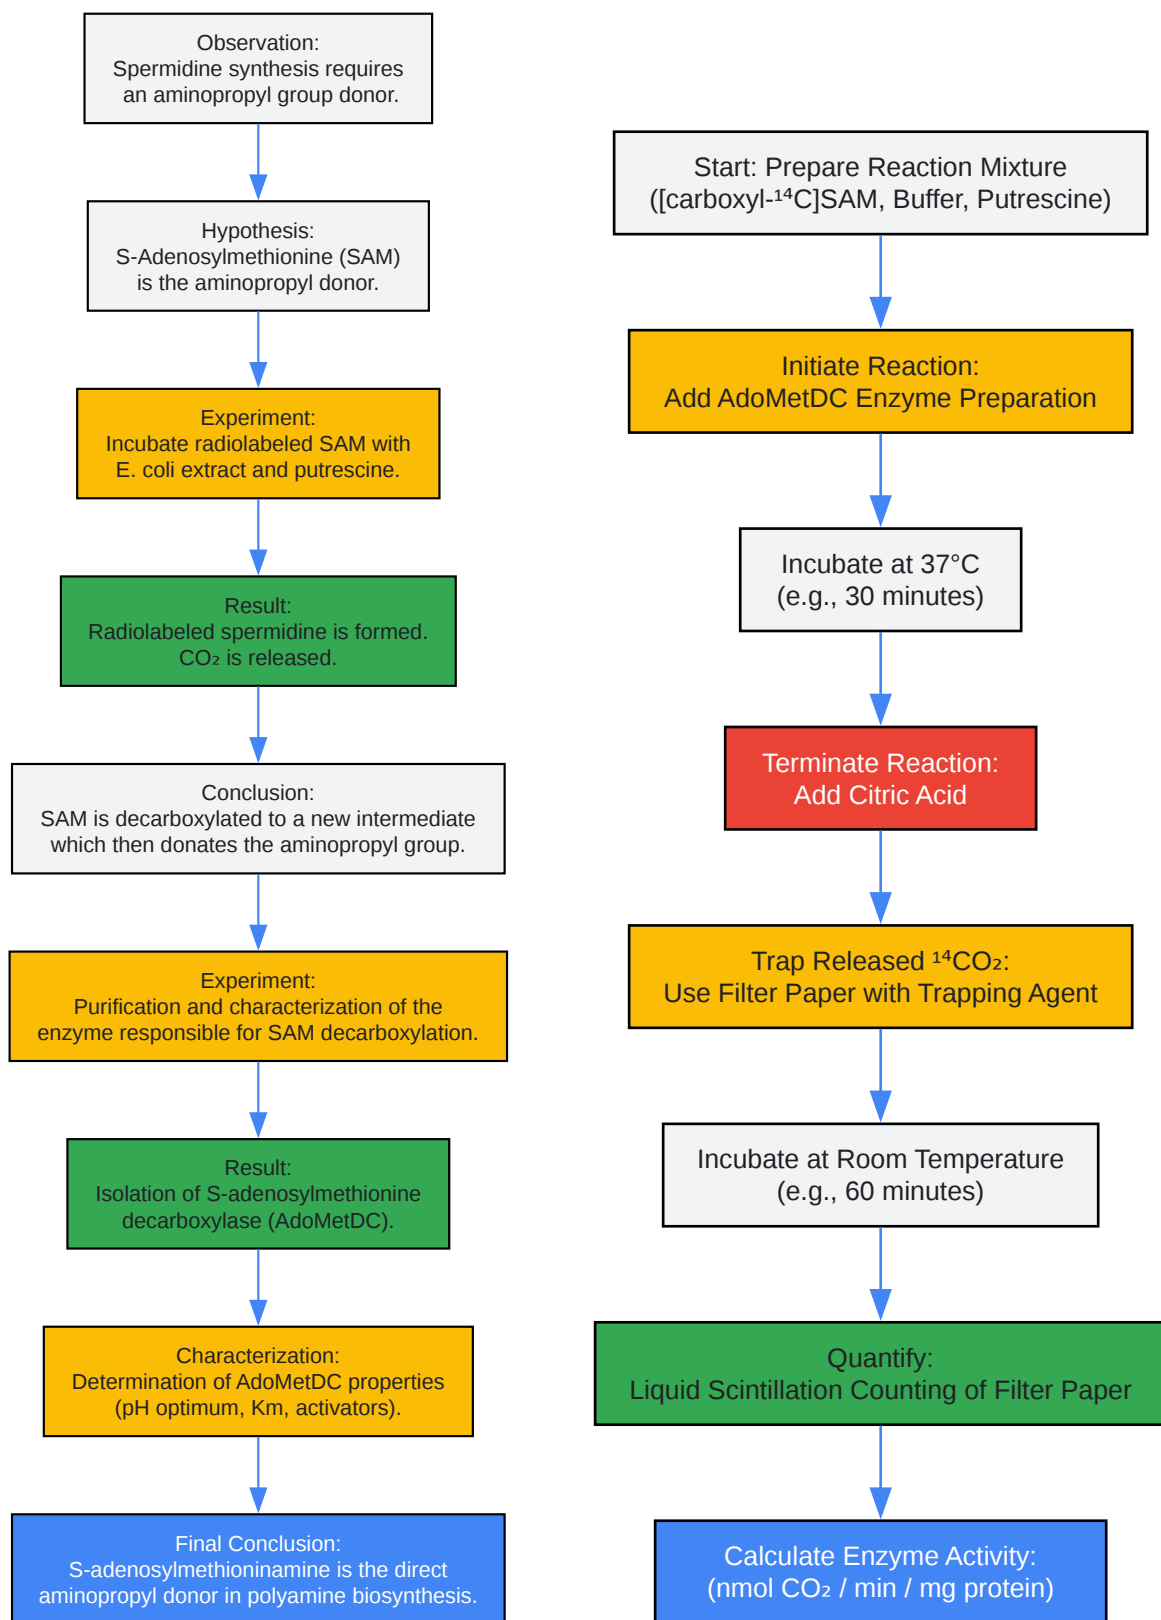 Observation:
Spermidine synthesis requires
an aminopropyl group donor.
Hypothesis:
S-Adenosylmethionine (SAM)
is the aminopropyl donor.
Experiment:
Incubate radiolabeled SAM with
E. coli extract and putrescine.
Result:
Radiolabeled spermidine is formed.
CO₂ is released.
Conclusion:
SAM is decarboxylated to a new intermediate
which then donates the aminopropyl group.
Experiment:
Purification and characterization of the
enzyme responsible for SAM decarboxylation.
Result:
Isolation of S-adenosylmethionine
decarboxylase (AdoMetDC).
Characterization:
Determination of AdoMetDC properties
(pH optimum, Km, activators).
Final Conclusion:
S-adenosylmethioninamine is the direct
aminopropyl donor in polyamine biosynthesis.
Start: Prepare Reaction Mixture
([carboxyl-¹⁴C]SAM, Buffer, Putrescine)
Initiate Reaction:
Add AdoMetDC Enzyme Preparation
Incubate at 37°C
(e.g., 30 minutes)
Terminate Reaction:
Add Citric Acid
Trap Released ¹⁴CO₂:
Use Filter Paper with Trapping Agent
Incubate at Room Temperature
(e.g., 60 minutes)
Quantify:
Liquid Scintillation Counting of Filter Paper
Calculate Enzyme Activity:
(nmol CO₂ / min / mg protein)